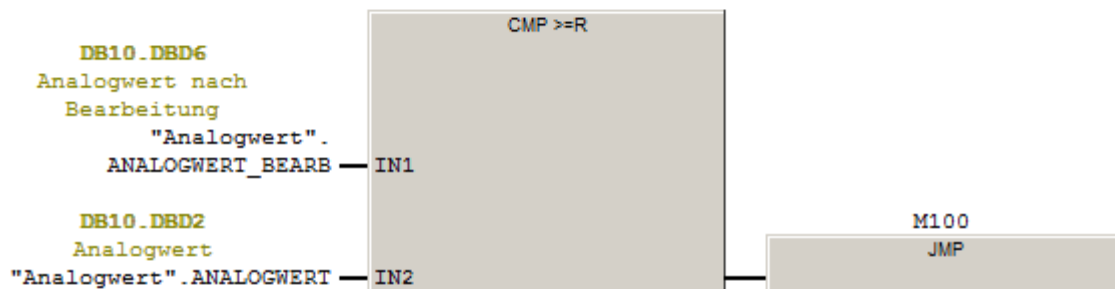 CMP >=R
DB10.DBD6
Analogwert nach
Bearbeitung
"Analogwert".
ANALOGWERT_BEARB
IN1
DB10.DBD2
Analogwert
"Analogwert".ANALOGWERT
IN2
M100
JMP